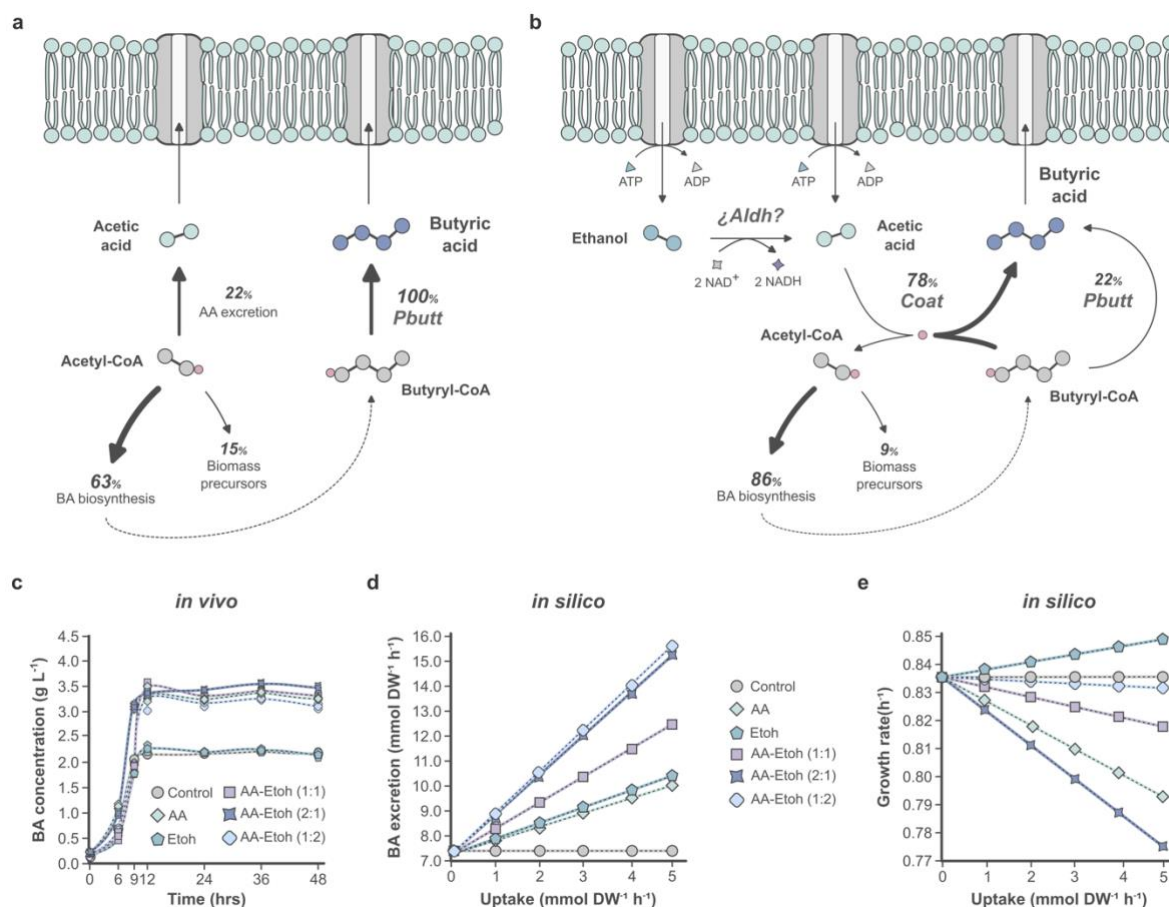 a
Acetic
acid
Butyric
acid
22%
AA excretion
100%
Pbutt
Acetyl-CoA
Butyryl-CoA
15%
Biomass
precursors
63%
BA biosynthesis
b
ATP
ADP
ATP
ADP
Butyric
acid
Ethanol
¿Aldh?
2 NAD+
2 NADH
Acetic
acid
78%
Coat
22%
Pbutt
Acetyl-CoA
Butyryl-CoA
9%
Biomass
precursors
86%
BA biosynthesis
c
in vivo
BA concentration (g L-1)
4.5
4.0
3.5
3.0
2.5
2.0
1.5
1.0
0.5
0.0
Control
AA
Etoh
AA-Etoh (1:1)
AA-Etoh (2:1)
AA-Etoh (1:2)
0 6 9 12 24 36 48
Time (hrs)
d
in silico
BA excretion (mmol DW-1 h-1)
16.0
15.0
14.0
13.0
12.0
11.0
10.0
9.0
8.0
7.0
0 1 2 3 4 5
Uptake (mmol DW-1 h-1)
Control
AA
Etoh
AA-Etoh (1:1)
AA-Etoh (2:1)
AA-Etoh (1:2)
e
in silico
Growth rate(h-1)
0.85
0.84
0.83
0.82
0.81
0.80
0.79
0.78
0.777
0 1 2 3 4 5
Uptake (mmol DW-1 h-1)